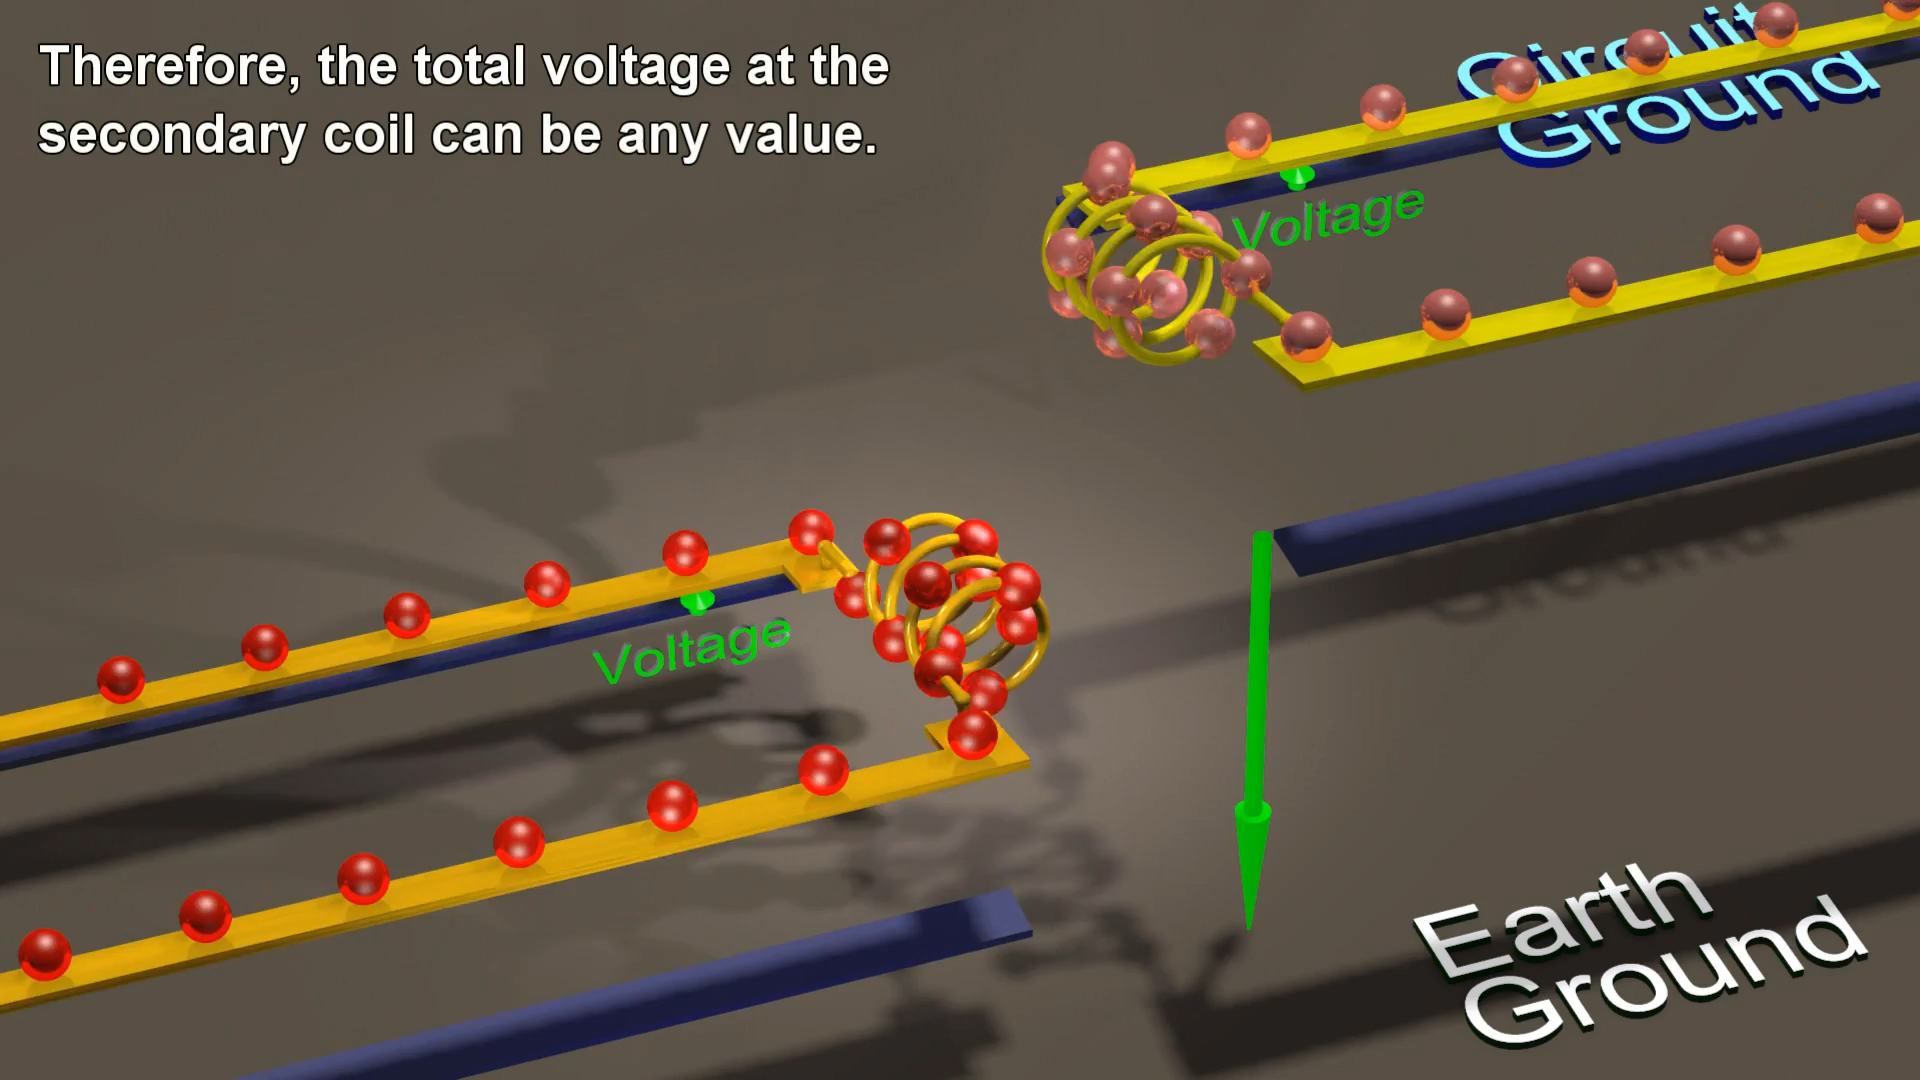 Therefore, the total voltage at the
secondary coil can be any value.
Circuit
Ground
Voltage
Voltage
Earth
Ground